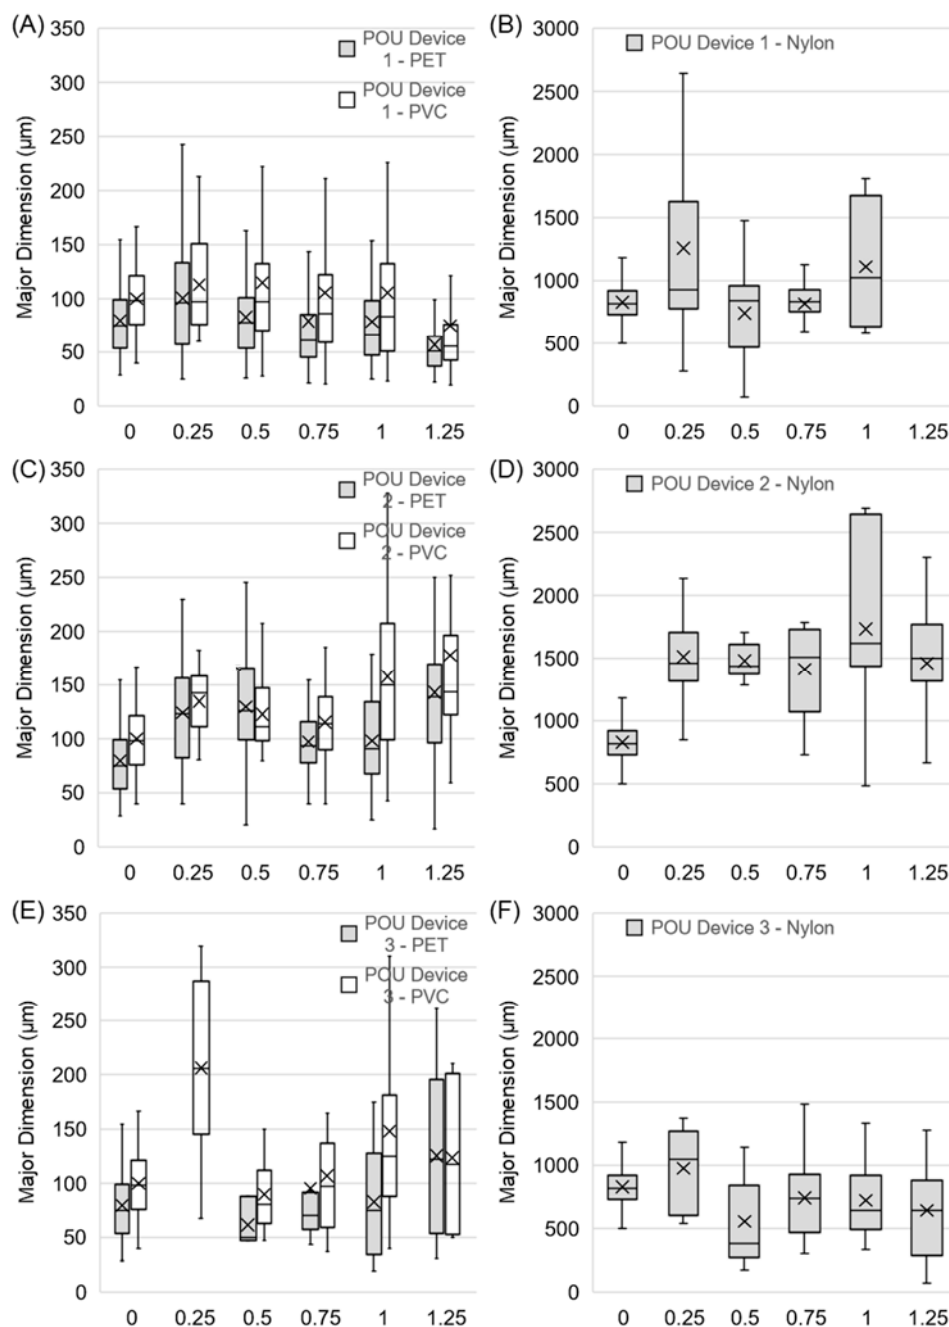 (A)
350
300
250
200
150
100
50
0
Major Dimension (µm)
POU Device
1 - PET
POU Device
1 - PVC
0 0.25 0.5 0.75 1 1.25
(B)
3000
2500
2000
1500
1000
500
0
Major Dimension (µm)
POU Device 1 - Nylon
0 0.25 0.5 0.75 1 1.25
(C)
350
300
250
200
150
100
50
0
Major Dimension (µm)
POU Device
2 - PET
POU Device
2 - PVC
0 0.25 0.5 0.75 1 1.25
(D)
3000
2500
2000
1500
1000
500
0
Major Dimension (µm)
POU Device 2 - Nylon
0 0.25 0.5 0.75 1 1.25
(E)
350
300
250
200
150
100
50
0
Major Dimension (µm)
POU Device
3 - PET
POU Device
3 - PVC
0 0.25 0.5 0.75 1 1.25
(F)
3000
2500
2000
1500
1000
500
0
Major Dimension (µm)
POU Device 3 - Nylon
0 0.25 0.5 0.75 1 1.25